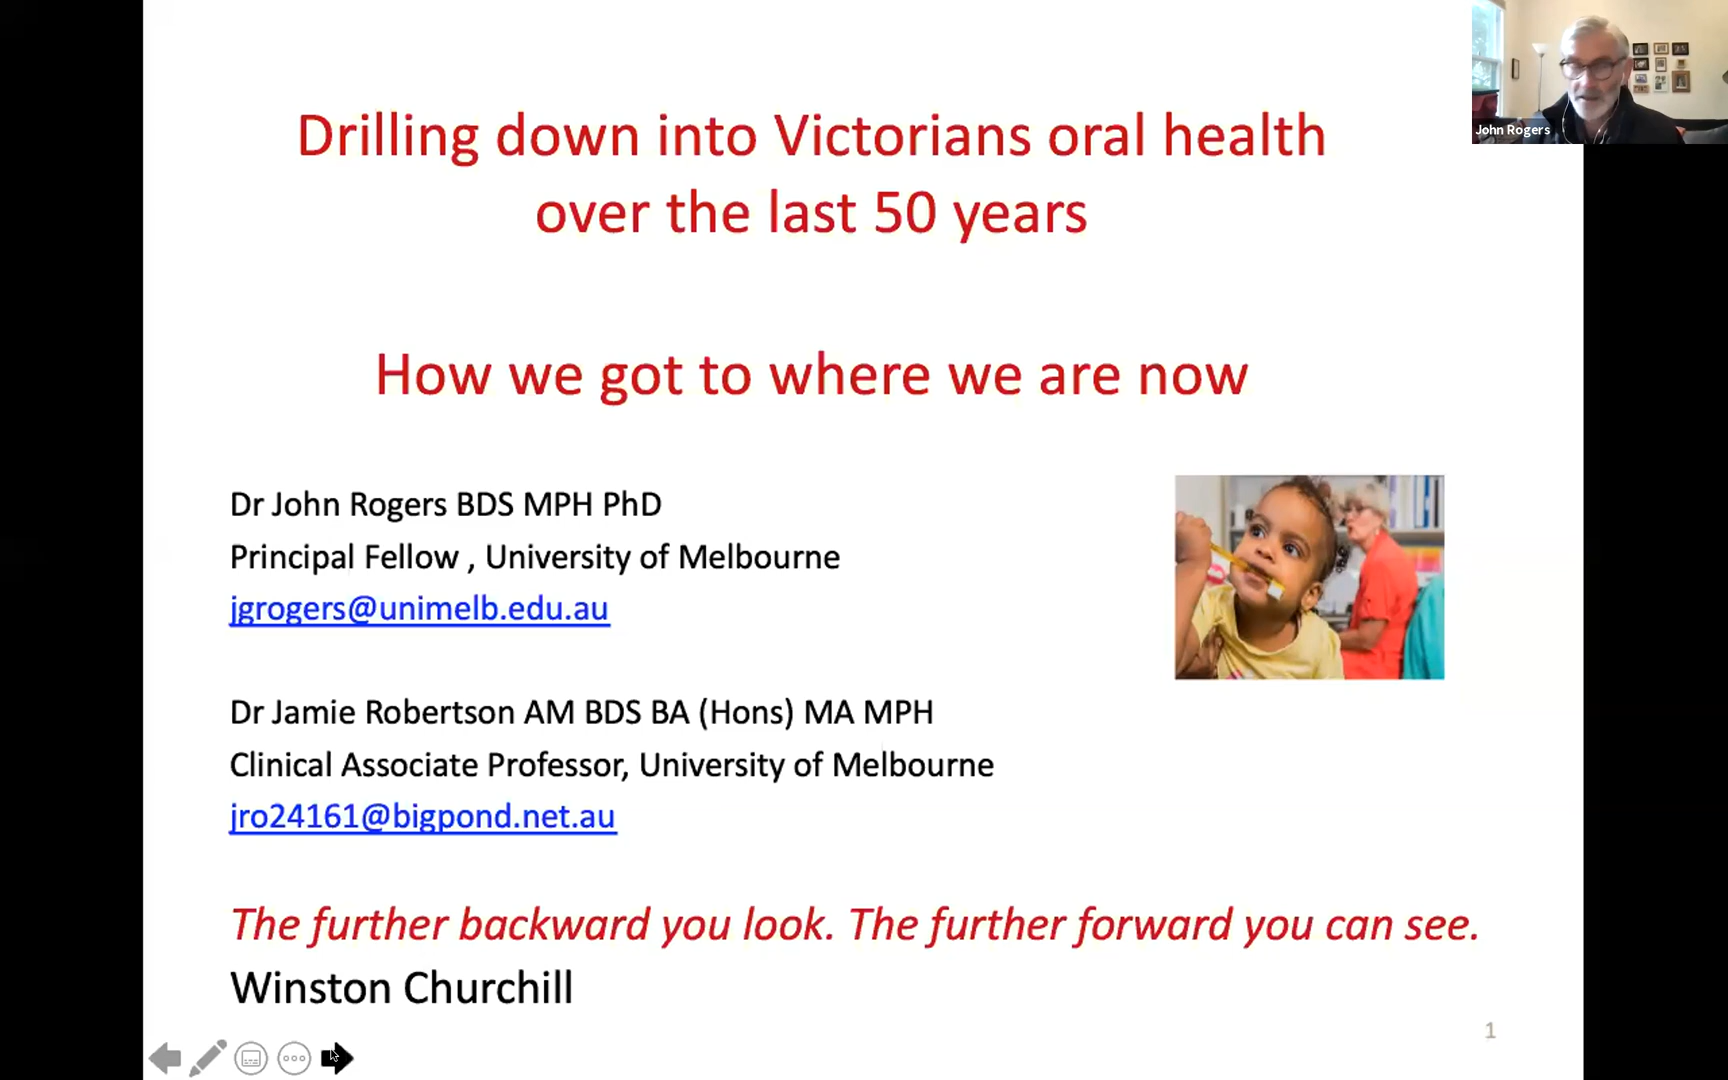 Drilling down into Victorians oral health
over the last 50 years
How we got to where we are now
Dr John Rogers BDS MPH PhD
Principal Fellow , University of Melbourne
jgrogers@unimelb.edu.au
Dr Jamie Robertson AM BDS BA (Hons) MA MPH
Clinical Associate Professor, University of Melbourne
jro24161@bigpond.net.au
The further backward you look. The further forward you can see.
Winston Churchill
1
John Rogers